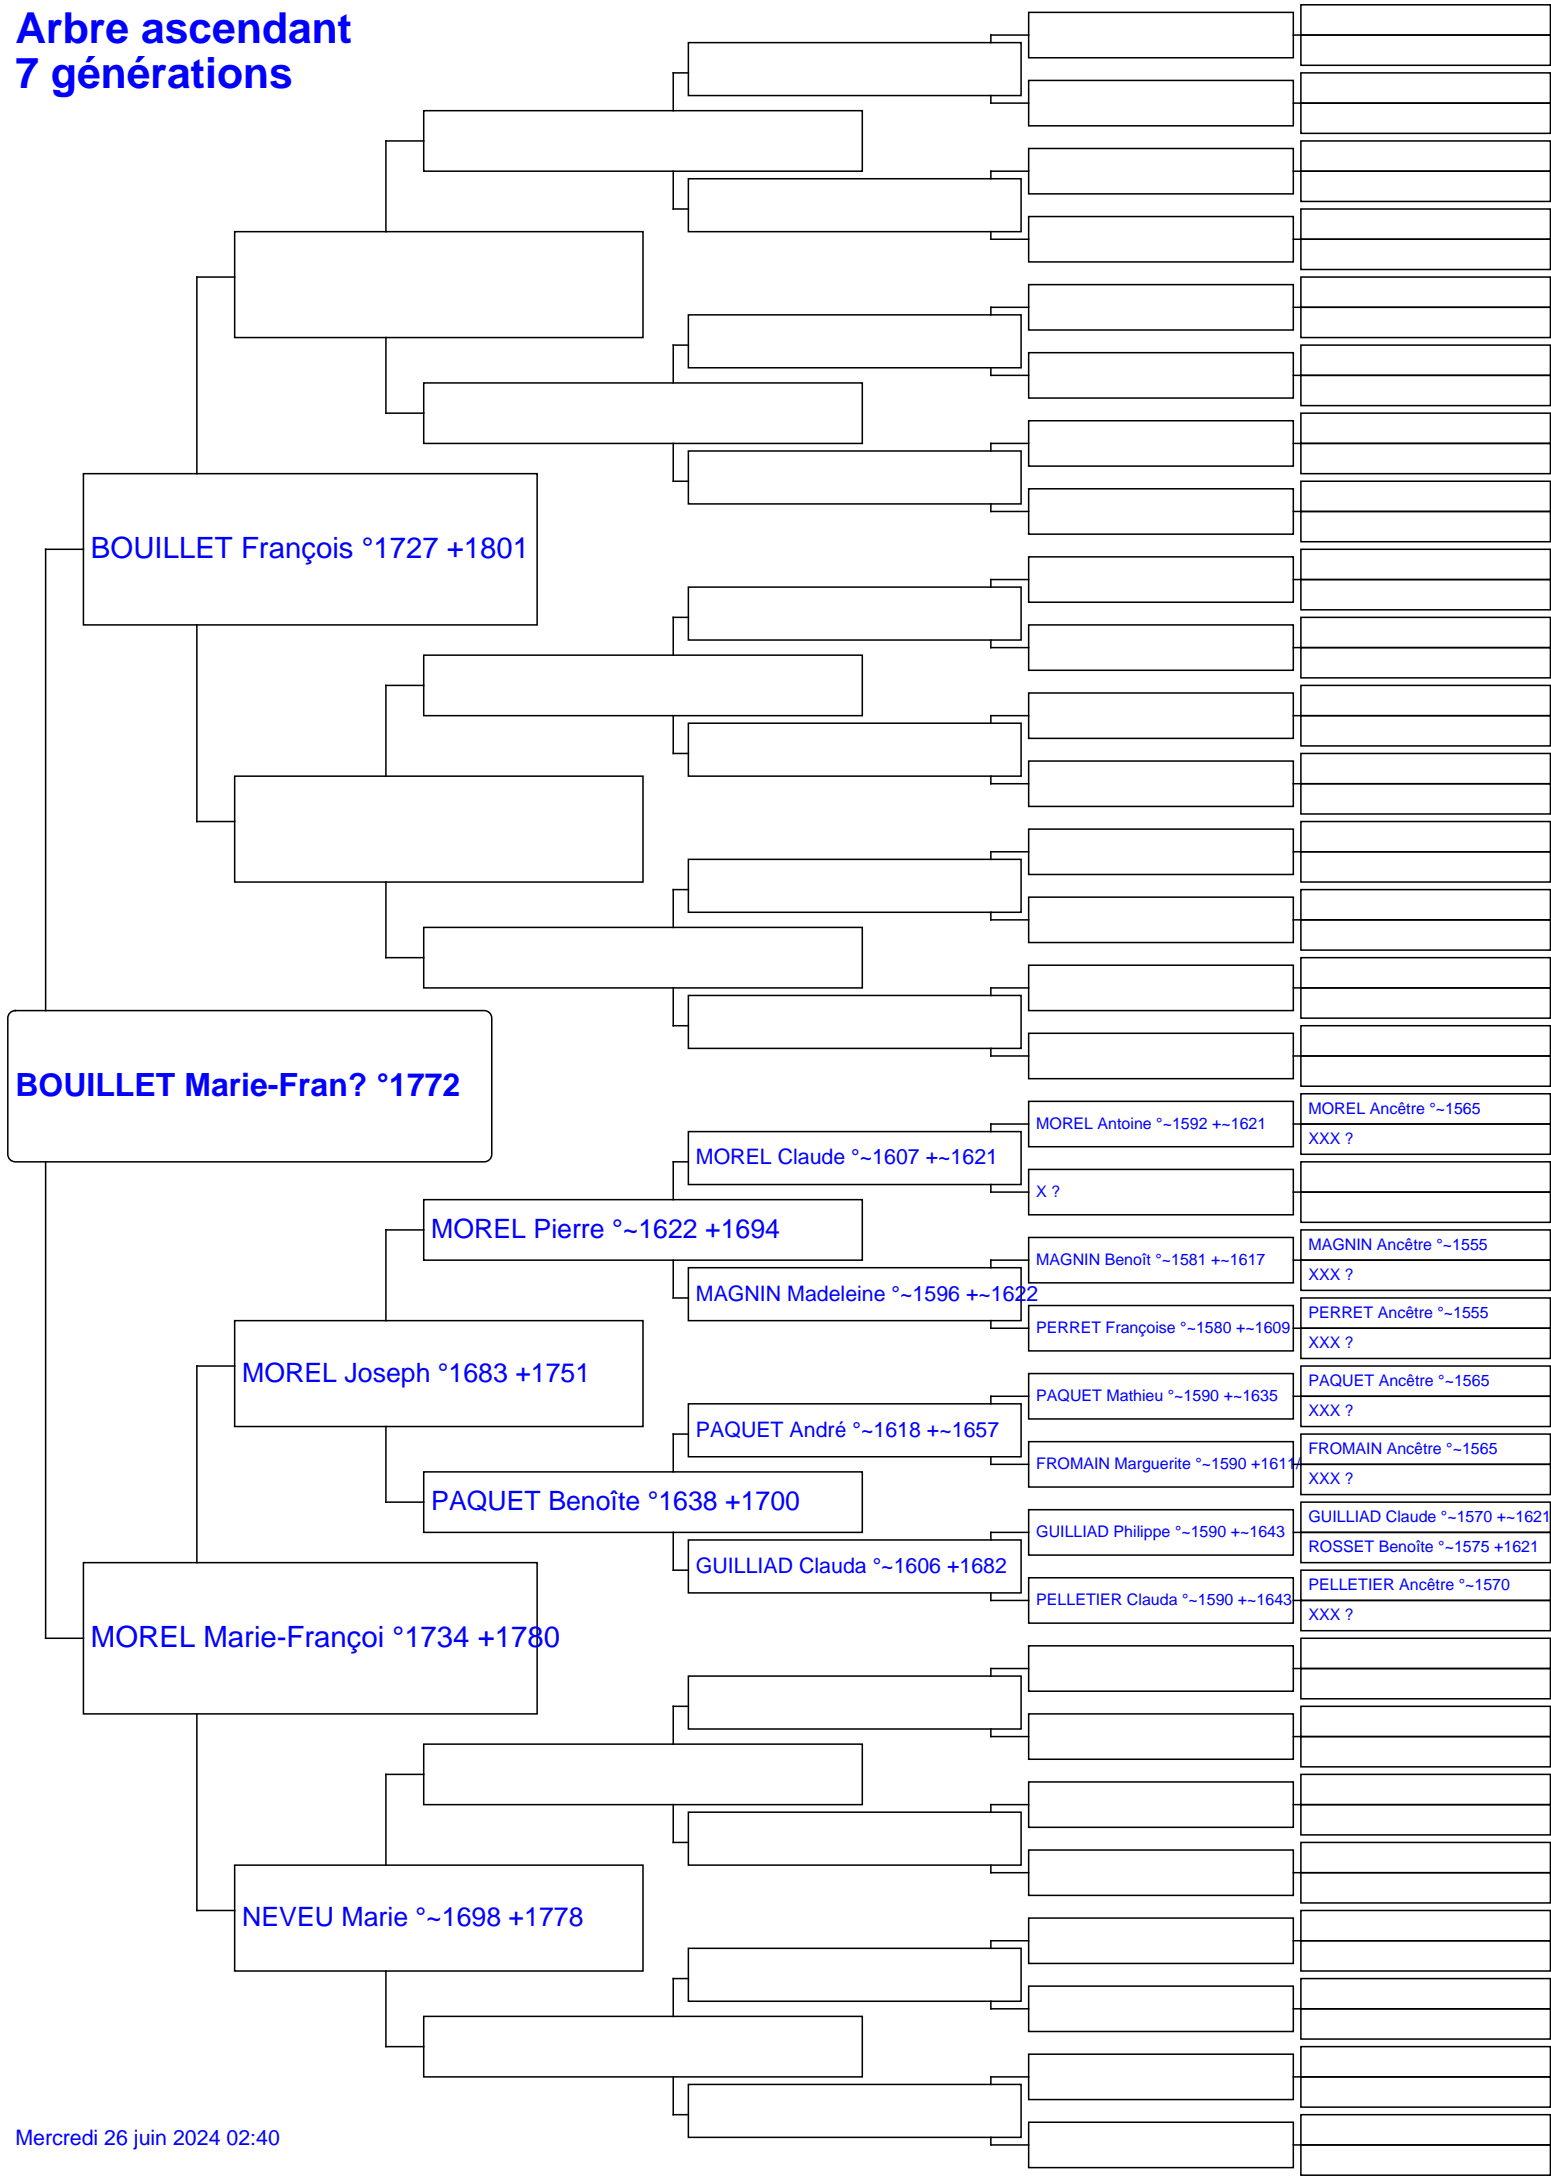 Arbre ascendant
7 générations
BOUILLET François °1727 +1801
BOUILLET Marie-Fran? °1772
MOREL Antoine °~1592 +~1621
MOREL Ancêtre °~1565
XXX ?
MOREL Claude °~1607 +~1621
X ?
MOREL Pierre °~1622 +1694
MAGNIN Benoît °~1581 +~1617
MAGNIN Ancêtre °~1555
XXX ?
MAGNIN Madeleine °~1596 +~1622
PERRET Françoise °~1580 +~1609
PERRET Ancêtre °~1555
XXX ?
MOREL Joseph °1683 +1751
PAQUET Mathieu °~1590 +~1635
PAQUET Ancêtre °~1565
XXX ?
PAQUET André °~1618 +~1657
FROMAIN Marguerite °~1590 +1611/
FROMAIN Ancêtre °~1565
XXX ?
PAQUET Benoîte °1638 +1700
GUILLIAD Philippe °~1590 +~1643
GUILLIAD Claude °~1570 +~1621
ROSSET Benoîte °~1575 +1621
GUILLIAD Clauda °~1606 +1682
PELLETIER Clauda °~1590 +~1643
PELLETIER Ancêtre °~1570
XXX ?
MOREL Marie-Françoi °1734 +1780
NEVEU Marie °~1698 +1778
Mercredi 26 juin 2024 02:40